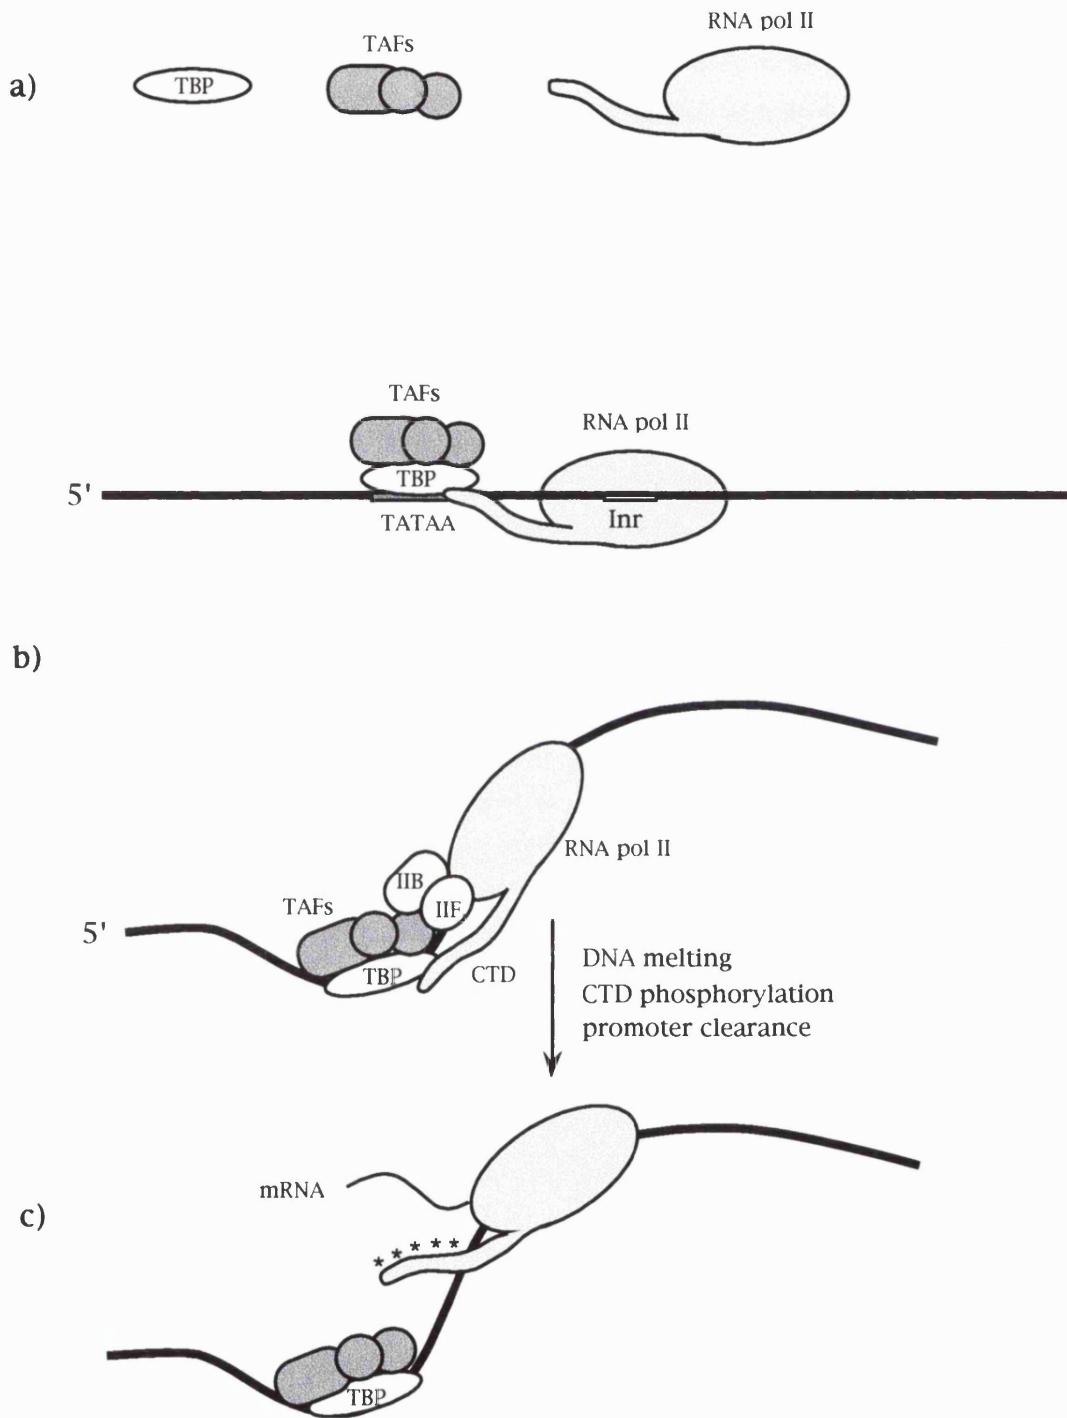 RNA pol II
TAFs
a)
TBP
TAFs
RNA pol II
TBP
5'
TATAA
Inr
b)
RNA pol II
IIB
IIF
TAFs
5'
TBP
CTD
DNA melting
CTD phosphorylation
promoter clearance
mRNA
c)
* * * * *
TBP